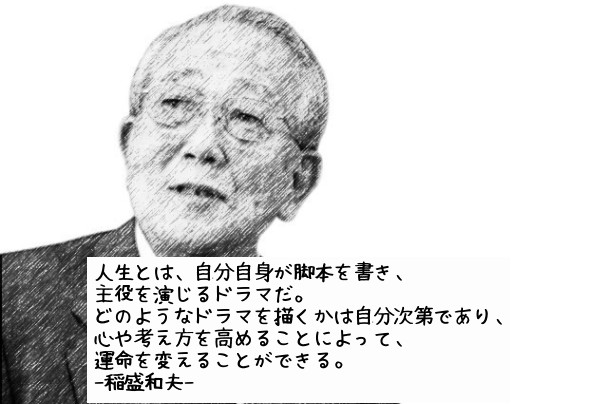 人生とは、自分自身が脚本を書き、
主役を演じるドラマだ。
どのようなドラマを描くかは自分次第であり、
心や考え方を高めることによって、
運命を変えることができる。
-稲盛和夫-